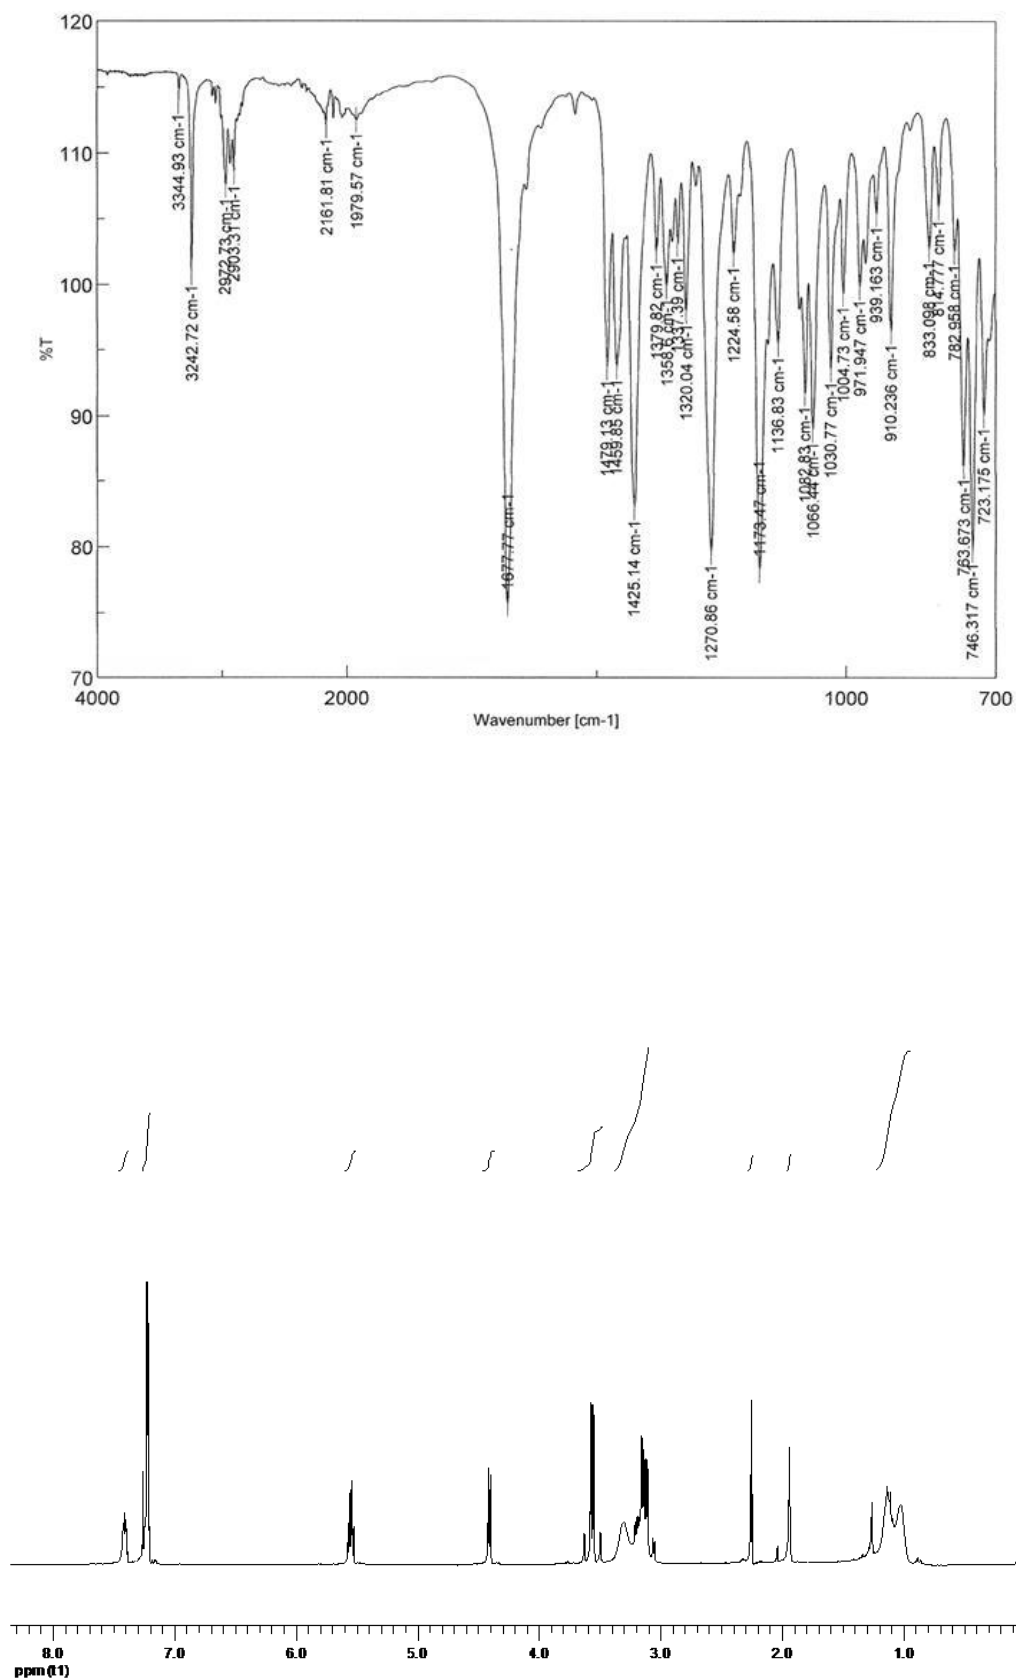 120
110
100
90
80
70
%T
3344.93 cm-1
3242.72 cm-1
2972.73 cm-1
2903.31 cm-1
2161.81 cm-1
1979.57 cm-1
1677.77 cm-1
1479.13 cm-1
1459.85 cm-1
1425.14 cm-1
1379.82 cm-1
1358.6 cm-1
1337.39 cm-1
1320.04 cm-1
1270.86 cm-1
1224.58 cm-1
1173.47 cm-1
1136.83 cm-1
1082.83 cm-1
1066.44 cm-1
1030.77 cm-1
1004.73 cm-1
971.947 cm-1
939.163 cm-1
910.236 cm-1
833.098 cm-1
814.777 cm-1
782.958 cm-1
763.673 cm-1
746.317 cm-1
723.175 cm-1
4000 2000 1000 700
Wavenumber [cm-1]
8.0 7.0 6.0 5.0 4.0 3.0 2.0 1.0
ppm (t1)